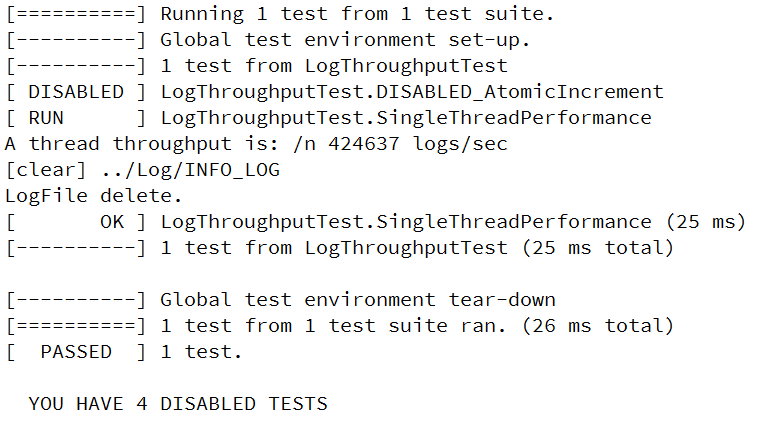 [==========] Running 1 test from 1 test suite.
[----------] Global test environment set-up.
[----------] 1 test from LogThroughputTest
[ DISABLED ] LogThroughputTest.DISABLED_AtomicIncrement
[ RUN      ] LogThroughputTest.SingleThreadPerformance
A thread throughput is: /n 424637 logs/sec
[clear] ../Log/INFO_LOG
LogFile delete.
[       OK ] LogThroughputTest.SingleThreadPerformance (25 ms)
[----------] 1 test from LogThroughputTest (25 ms total)
[----------] Global test environment tear-down
[==========] 1 test from 1 test suite ran. (26 ms total)
[  PASSED  ] 1 test.
YOU HAVE 4 DISABLED TESTS